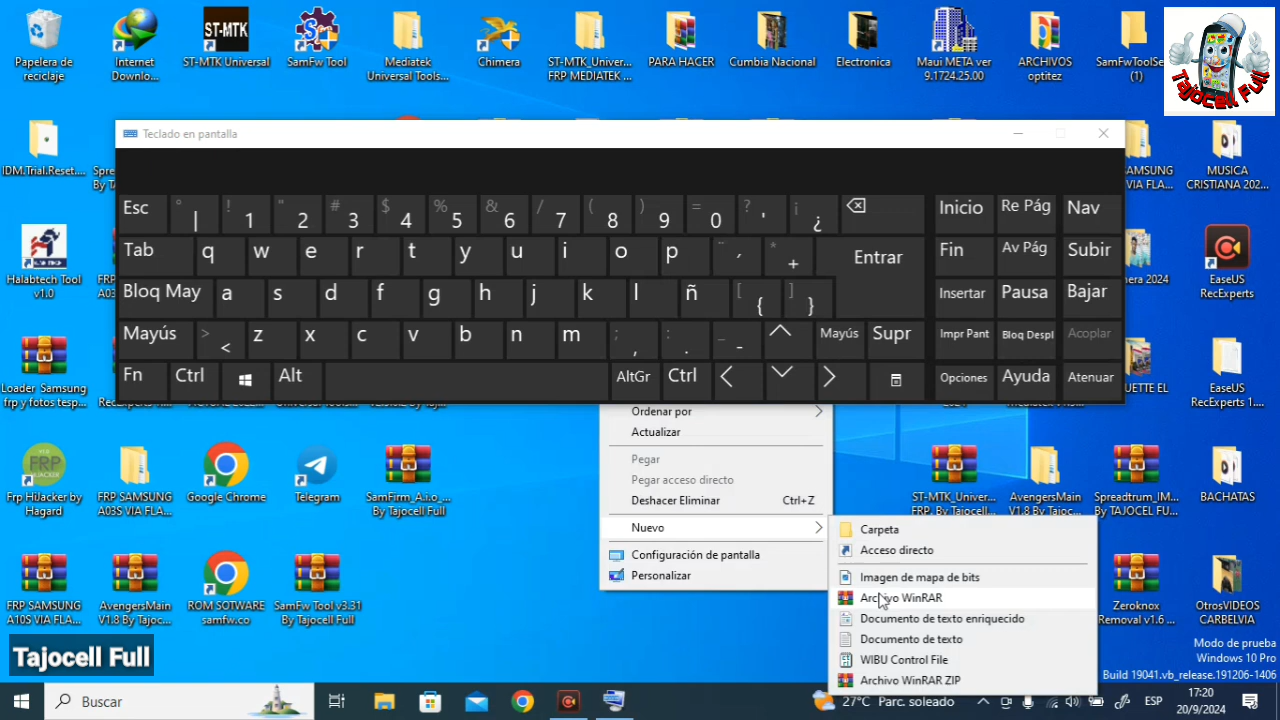 Papelera de
reciclaje
Internet
Downlo...
ST-MTK
ST-MTK Universal
SamFw Tool
Mediatek
Universal Tools...
Chimera
ST-MTK_Univer...
FRP MEDIATEK ...
PARA HACER
Cumbia Nacional
Electronica
Maui META ver
9.1724.25.00
ARCHIVOS
optitez
(1)
Tajocell Full
Teclado en pantalla
Esc
° | ! 1 " 2 # 3 $ 4 % 5 & 6 / 7 ( 8 ) 9 = 0 ? ' ¡ ¿
Inicio Re Pág Nav
Tab q w e r t y u i o p ¨ ´ * +
Entrar
Fin Av Pág Subir
Bloq May a s d f g h j k l ñ [ { ] }
Insertar Pausa Bajar
Mayús > < z x c v b n m ; , : . _ - Mayús Supr
Impr Pant Bloq Despl Acoplar
Fn Ctrl Alt AltGr Ctrl
Opciones Ayuda Atenuar
IDM.Trial.Reset....
MUSICA
CRISTIANA 202...
Halabtech Tool
v1.0
EaseUS
RecExperts
Loader_Samsung
frp y fotos tesp...
EaseUS
RecExperts 1....
Ordenar por
Actualizar
Pegar
Pegar acceso directo
Deshacer Eliminar Ctrl+Z
Nuevo
Configuración de pantalla
Personalizar
Carpeta
Acceso directo
Imagen de mapa de bits
Archivo WinRAR
Documento de texto enriquecido
Documento de texto
WIBU Control File
Archivo WinRAR ZIP
FRP
Frp HiJacker by
Hagard
FRP SAMSUNG
A03S VIA FLA...
Google Chrome
Telegram
SamFirm_A.i.o_...
By Tajocell Full
ST-MTK_Univer...
FRP. By Tajocell...
AvengersMain
V1.8 By Tajoc...
Spreadtrum_IM...
By TAJOCEL FU...
BACHATAS
FRP SAMSUNG
A10S VIA FLA...
AvengersMain
V1.8 By Tajoc...
ROM SOTWARE
samfw.co
SamFw Tool v3.31
By Tajocell Full
Zeroknox
Removal v1.6 ...
OtrosVIDEOS
CARBELVIA
Tajocell Full
Modo de prueba
Windows 10 Pro
Build 19041.vb_release.191206-1406
Buscar
27°C Parc. soleado
ESP
17:20
20/9/2024